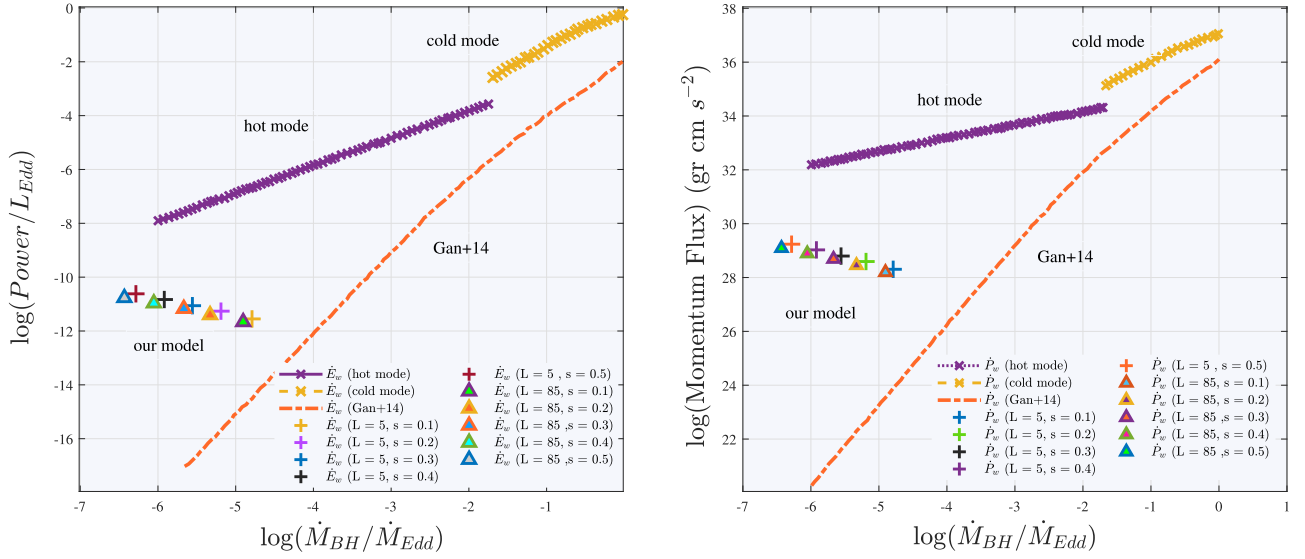 0
-2
-4
-6
-8
-10
-12
-14
-16
-7
-6
-5
-4
-3
-2
-1
log(Power/L_Edd)
log(Ṁ_BH/Ṁ_Edd)
cold mode
hot mode
Gan+14
our model
Ė_w (hot mode)
Ė_w (cold mode)
Ė_w (Gan+14)
Ė_w (L = 5, s = 0.1)
Ė_w (L = 5, s = 0.2)
Ė_w (L = 5, s = 0.3)
Ė_w (L = 5, s = 0.4)
Ė_w (L = 5 , s = 0.5)
Ė_w (L = 85, s = 0.1)
Ė_w (L = 85, s = 0.2)
Ė_w (L = 85 ,s = 0.3)
Ė_w (L = 85, s = 0.4)
Ė_w (L = 85 ,s = 0.5)
38
36
34
32
30
28
26
24
22
-7
-6
-5
-4
-3
-2
-1
0
1
log(Momentum Flux) (gr cm s⁻²)
log(Ṁ_BH/Ṁ_Edd)
cold mode
hot mode
Gan+14
our model
Ṗ_w (hot mode)
Ṗ_w (cold mode)
Ṗ_w (Gan+14)
Ṗ_w (L = 5, s = 0.1)
Ṗ_w (L = 5, s = 0.2)
Ṗ_w (L = 5, s = 0.3)
Ṗ_w (L = 5, s = 0.4)
Ṗ_w (L = 5 , s = 0.5)
Ṗ_w (L = 85, s = 0.1)
Ṗ_w (L = 85, s = 0.2)
Ṗ_w (L = 85, s = 0.3)
Ṗ_w (L = 85, s = 0.4)
Ṗ_w (L = 85 ,s = 0.5)